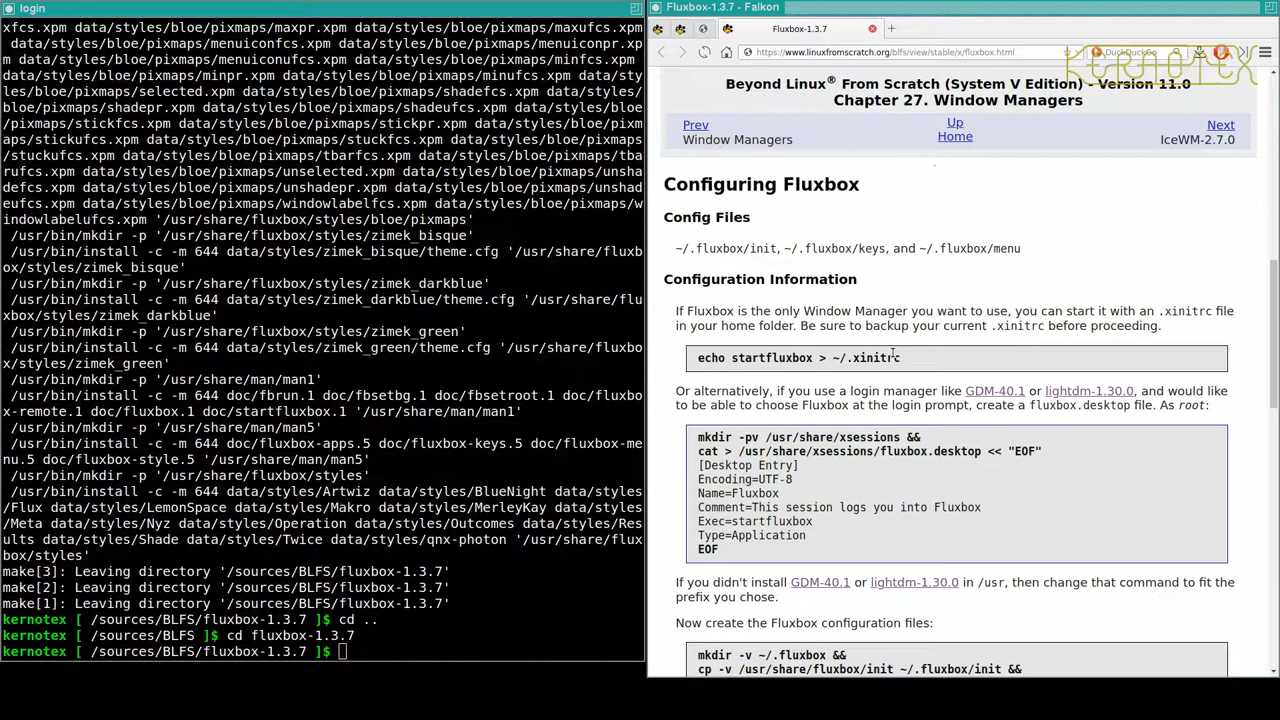 login
xfcs.xpm data/styles/bloe/pixmaps/maxpr.xpm data/styles/bloe/pixmaps/maxufcs.xpm
 data/styles/bloe/pixmaps/menuiconfcs.xpm data/styles/bloe/pixmaps/menuiconpr.xp
m data/styles/bloe/pixmaps/menuiconufcs.xpm data/styles/bloe/pixmaps/minfcs.xpm
data/styles/bloe/pixmaps/minpr.xpm data/styles/bloe/pixmaps/minufcs.xpm data/sty
les/bloe/pixmaps/selected.xpm data/styles/bloe/pixmaps/shadefcs.xpm data/styles/
bloe/pixmaps/shadepr.xpm data/styles/bloe/pixmaps/shadeufcs.xpm data/styles/bloe
/pixmaps/stickfcs.xpm data/styles/bloe/pixmaps/stickpr.xpm data/styles/bloe/pixm
aps/stickufcs.xpm data/styles/bloe/pixmaps/stuckfcs.xpm data/styles/bloe/pixmaps
/stuckufcs.xpm data/styles/bloe/pixmaps/tbarfcs.xpm data/styles/bloe/pixmaps/tba
rufcs.xpm data/styles/bloe/pixmaps/unselected.xpm data/styles/bloe/pixmaps/unsha
defcs.xpm data/styles/bloe/pixmaps/unshadepr.xpm data/styles/bloe/pixmaps/unshad
eufcs.xpm data/styles/bloe/pixmaps/windowlabelfcs.xpm data/styles/bloe/pixmaps/w
indowlabelufcs.xpm '/usr/share/fluxbox/styles/bloe/pixmaps'
 /usr/bin/mkdir -p '/usr/share/fluxbox/styles/zimek_bisque'
 /usr/bin/install -c -m 644 data/styles/zimek_bisque/theme.cfg '/usr/share/fluxb
ox/styles/zimek_bisque'
 /usr/bin/mkdir -p '/usr/share/fluxbox/styles/zimek_darkblue'
 /usr/bin/install -c -m 644 data/styles/zimek_darkblue/theme.cfg '/usr/share/flu
xbox/styles/zimek_darkblue'
 /usr/bin/mkdir -p '/usr/share/fluxbox/styles/zimek_green'
 /usr/bin/install -c -m 644 data/styles/zimek_green/theme.cfg '/usr/share/fluxbo
x/styles/zimek_green'
 /usr/bin/mkdir -p '/usr/share/man/man1'
 /usr/bin/install -c -m 644 doc/fbrun.1 doc/fbsetbg.1 doc/fbsetroot.1 doc/fluxbo
x-remote.1 doc/fluxbox.1 doc/startfluxbox.1 '/usr/share/man/man1'
 /usr/bin/mkdir -p '/usr/share/man/man5'
 /usr/bin/install -c -m 644 doc/fluxbox-apps.5 doc/fluxbox-keys.5 doc/fluxbox-me
nu.5 doc/fluxbox-style.5 '/usr/share/man/man5'
 /usr/bin/mkdir -p '/usr/share/fluxbox/styles'
 /usr/bin/install -c -m 644 data/styles/Artwiz data/styles/BlueNight data/styles
/Flux data/styles/LemonSpace data/styles/Makro data/styles/MerleyKay data/styles
/Meta data/styles/Nyz data/styles/Operation data/styles/Outcomes data/styles/Res
ults data/styles/Shade data/styles/Twice data/styles/qnx-photon '/usr/share/flux
box/styles'
make[3]: Leaving directory '/sources/BLFS/fluxbox-1.3.7'
make[2]: Leaving directory '/sources/BLFS/fluxbox-1.3.7'
make[1]: Leaving directory '/sources/BLFS/fluxbox-1.3.7'
kernotex [ /sources/BLFS/fluxbox-1.3.7 ]$ cd ..
kernotex [ /sources/BLFS ]$ cd fluxbox-1.3.7
kernotex [ /sources/BLFS/fluxbox-1.3.7 ]$
Fluxbox-1.3.7 - Falkon
Fluxbox-1.3.7
https://www.linuxfromscratch.org/blfs/view/stable/x/fluxbox.html
DuckDuckGo
KERNOTEX
Beyond Linux® From Scratch (System V Edition) - Version 11.0
Chapter 27. Window Managers
Prev Up Next
Window Managers Home IceWM-2.7.0
Configuring Fluxbox
Config Files
~/.fluxbox/init, ~/.fluxbox/keys, and ~/.fluxbox/menu
Configuration Information
If Fluxbox is the only Window Manager you want to use, you can start it with an .xinitrc file
in your home folder. Be sure to backup your current .xinitrc before proceeding.
echo startfluxbox > ~/.xinitrc
Or alternatively, if you use a login manager like GDM-40.1 or lightdm-1.30.0, and would like
to be able to choose Fluxbox at the login prompt, create a fluxbox.desktop file. As root:
mkdir -pv /usr/share/xsessions &&
cat > /usr/share/xsessions/fluxbox.desktop << "EOF"
[Desktop Entry]
Encoding=UTF-8
Name=Fluxbox
Comment=This session logs you into Fluxbox
Exec=startfluxbox
Type=Application
EOF
If you didn't install GDM-40.1 or lightdm-1.30.0 in /usr, then change that command to fit the
prefix you chose.
Now create the Fluxbox configuration files:
mkdir -v ~/.fluxbox &&
cp -v /usr/share/fluxbox/init ~/.fluxbox/init &&